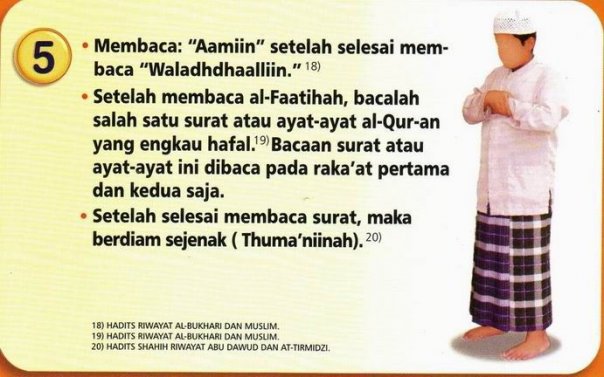 5
• Membaca: “Aamiin” setelah selesai mem-
baca “Waladhdhaalliin.” 18)
• Setelah membaca al-Faatihah, bacalah
salah satu surat atau ayat-ayat al-Qur-an
yang engkau hafal.19) Bacaan surat atau
ayat-ayat ini dibaca pada raka’at pertama
dan kedua saja.
• Setelah selesai membaca surat, maka
berdiam sejenak ( Thuma’niinah). 20)
18) HADITS RIWAYAT AL-BUKHARI DAN MUSLIM.
19) HADITS RIWAYAT AL-BUKHARI DAN MUSLIM.
20) HADITS SHAHIH RIWAYAT ABU DAWUD DAN AT-TIRMIDZI.